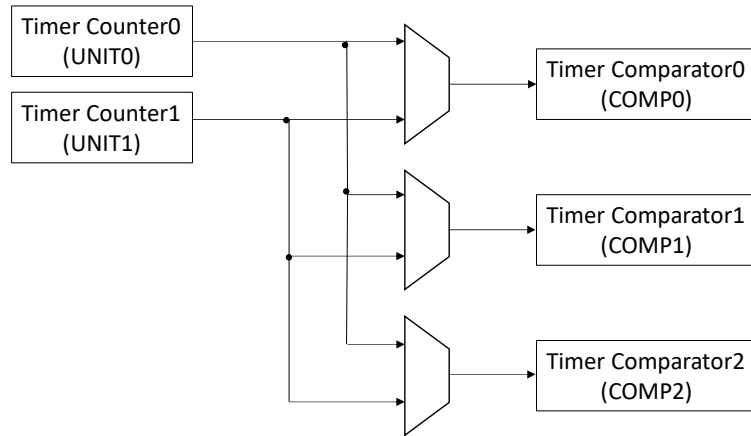 Timer Counter0
(UNIT0)
Timer Counter1
(UNIT1)
Timer Comparator0
(COMP0)
Timer Comparator1
(COMP1)
Timer Comparator2
(COMP2)